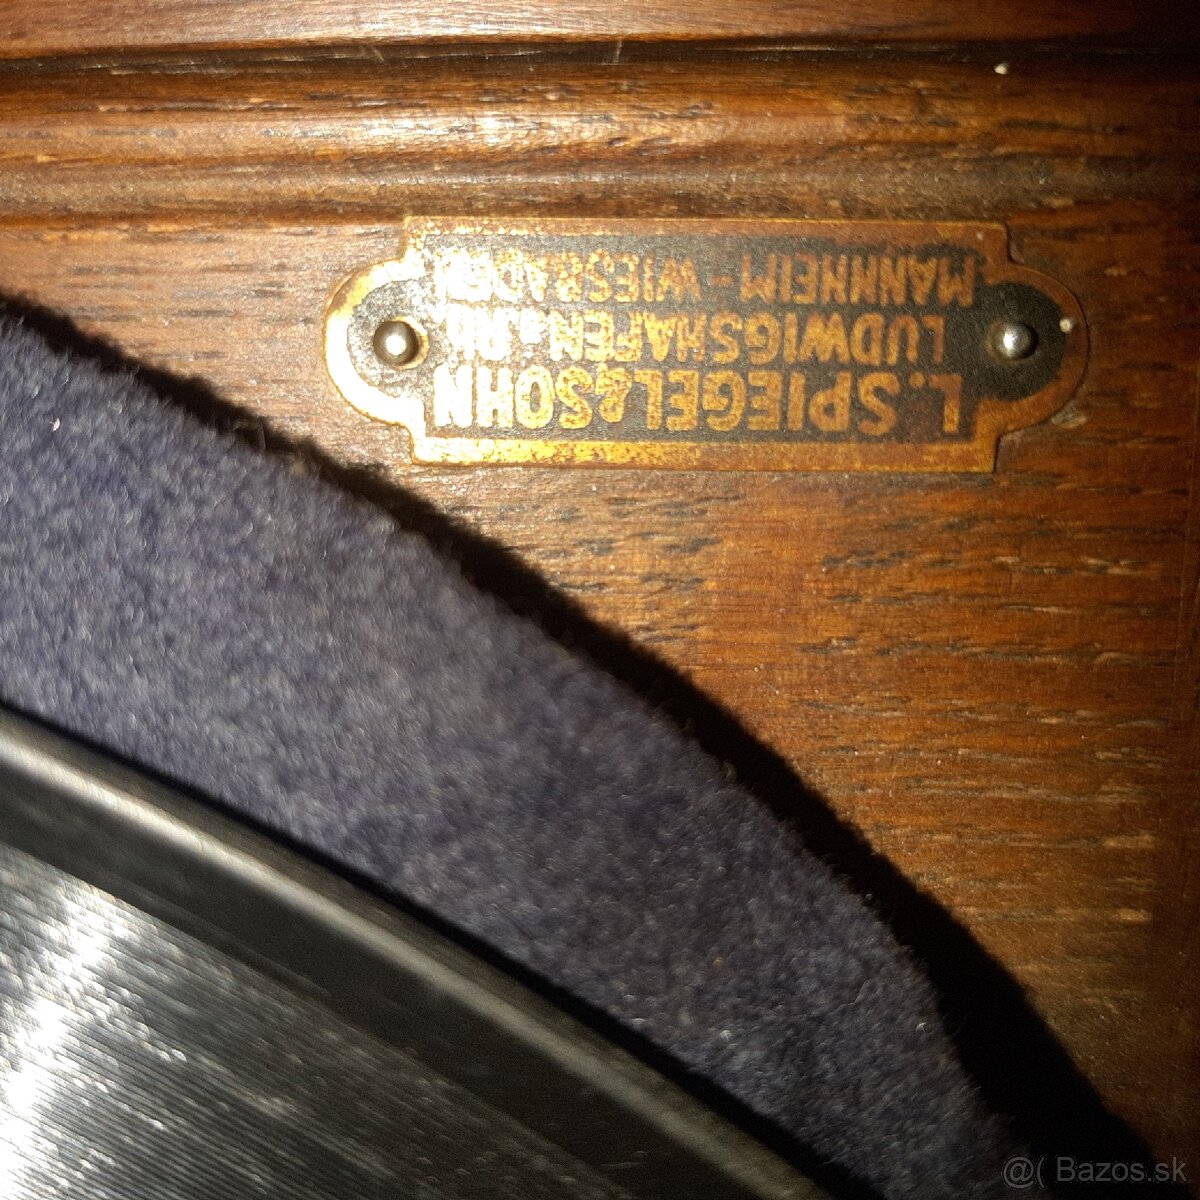 L. SPIEGEL & SOHN
LUDWIGSHAFEN a. RH.
MANNHEIM - WIESBADEN
@( Bazos.sk